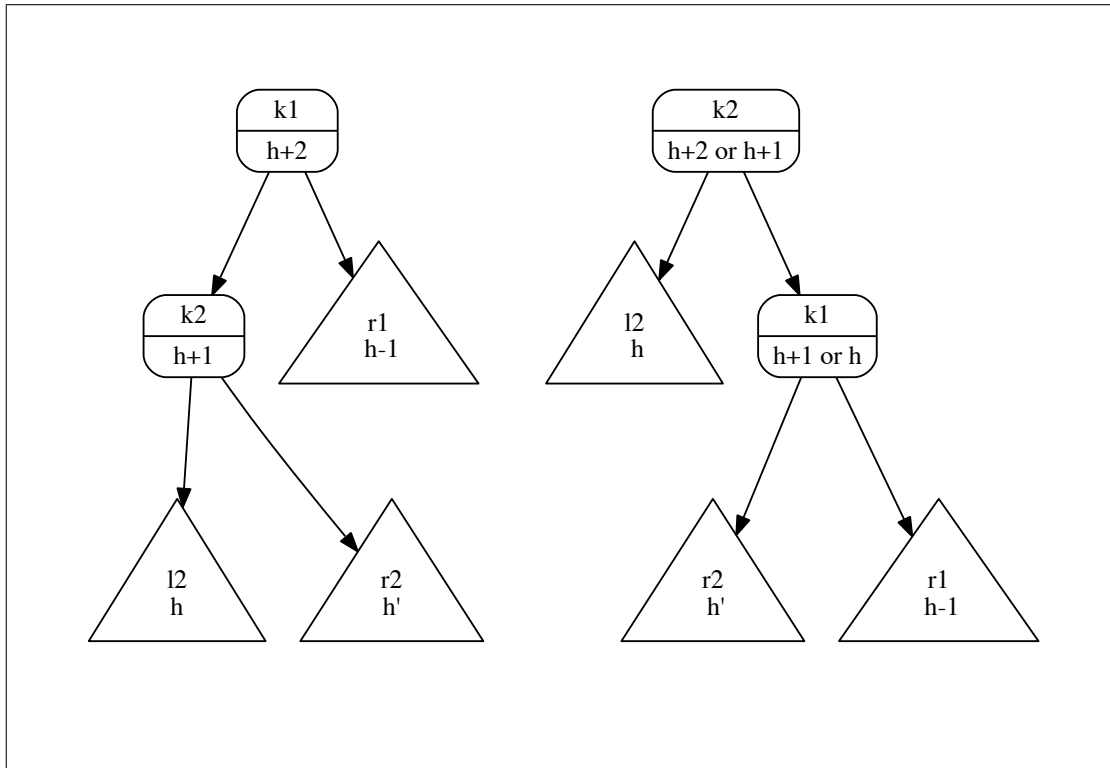 k1
h+2
k2
h+2 or h+1
k2
h+1
r1
h-1
l2
h
k1
h+1 or h
l2
h
r2
h'
r2
h'
r1
h-1